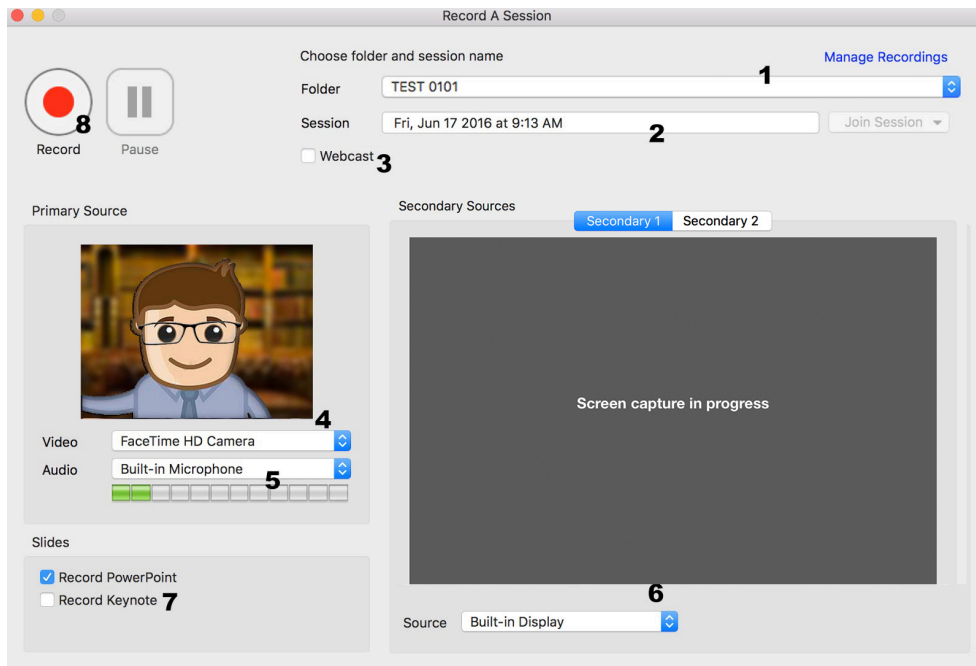 Record A Session
Choose folder and session name
Manage Recordings
1
Folder TEST 0101
Session Fri, Jun 17 2016 at 9:13 AM Join Session
2
8
Record Pause
Webcast 3
Primary Source
Secondary Sources
Secondary 1 Secondary 2
Screen capture in progress
4
Video FaceTime HD Camera
Audio Built-in Microphone
5
Slides
Record PowerPoint
Record Keynote 7
6
Source Built-in Display